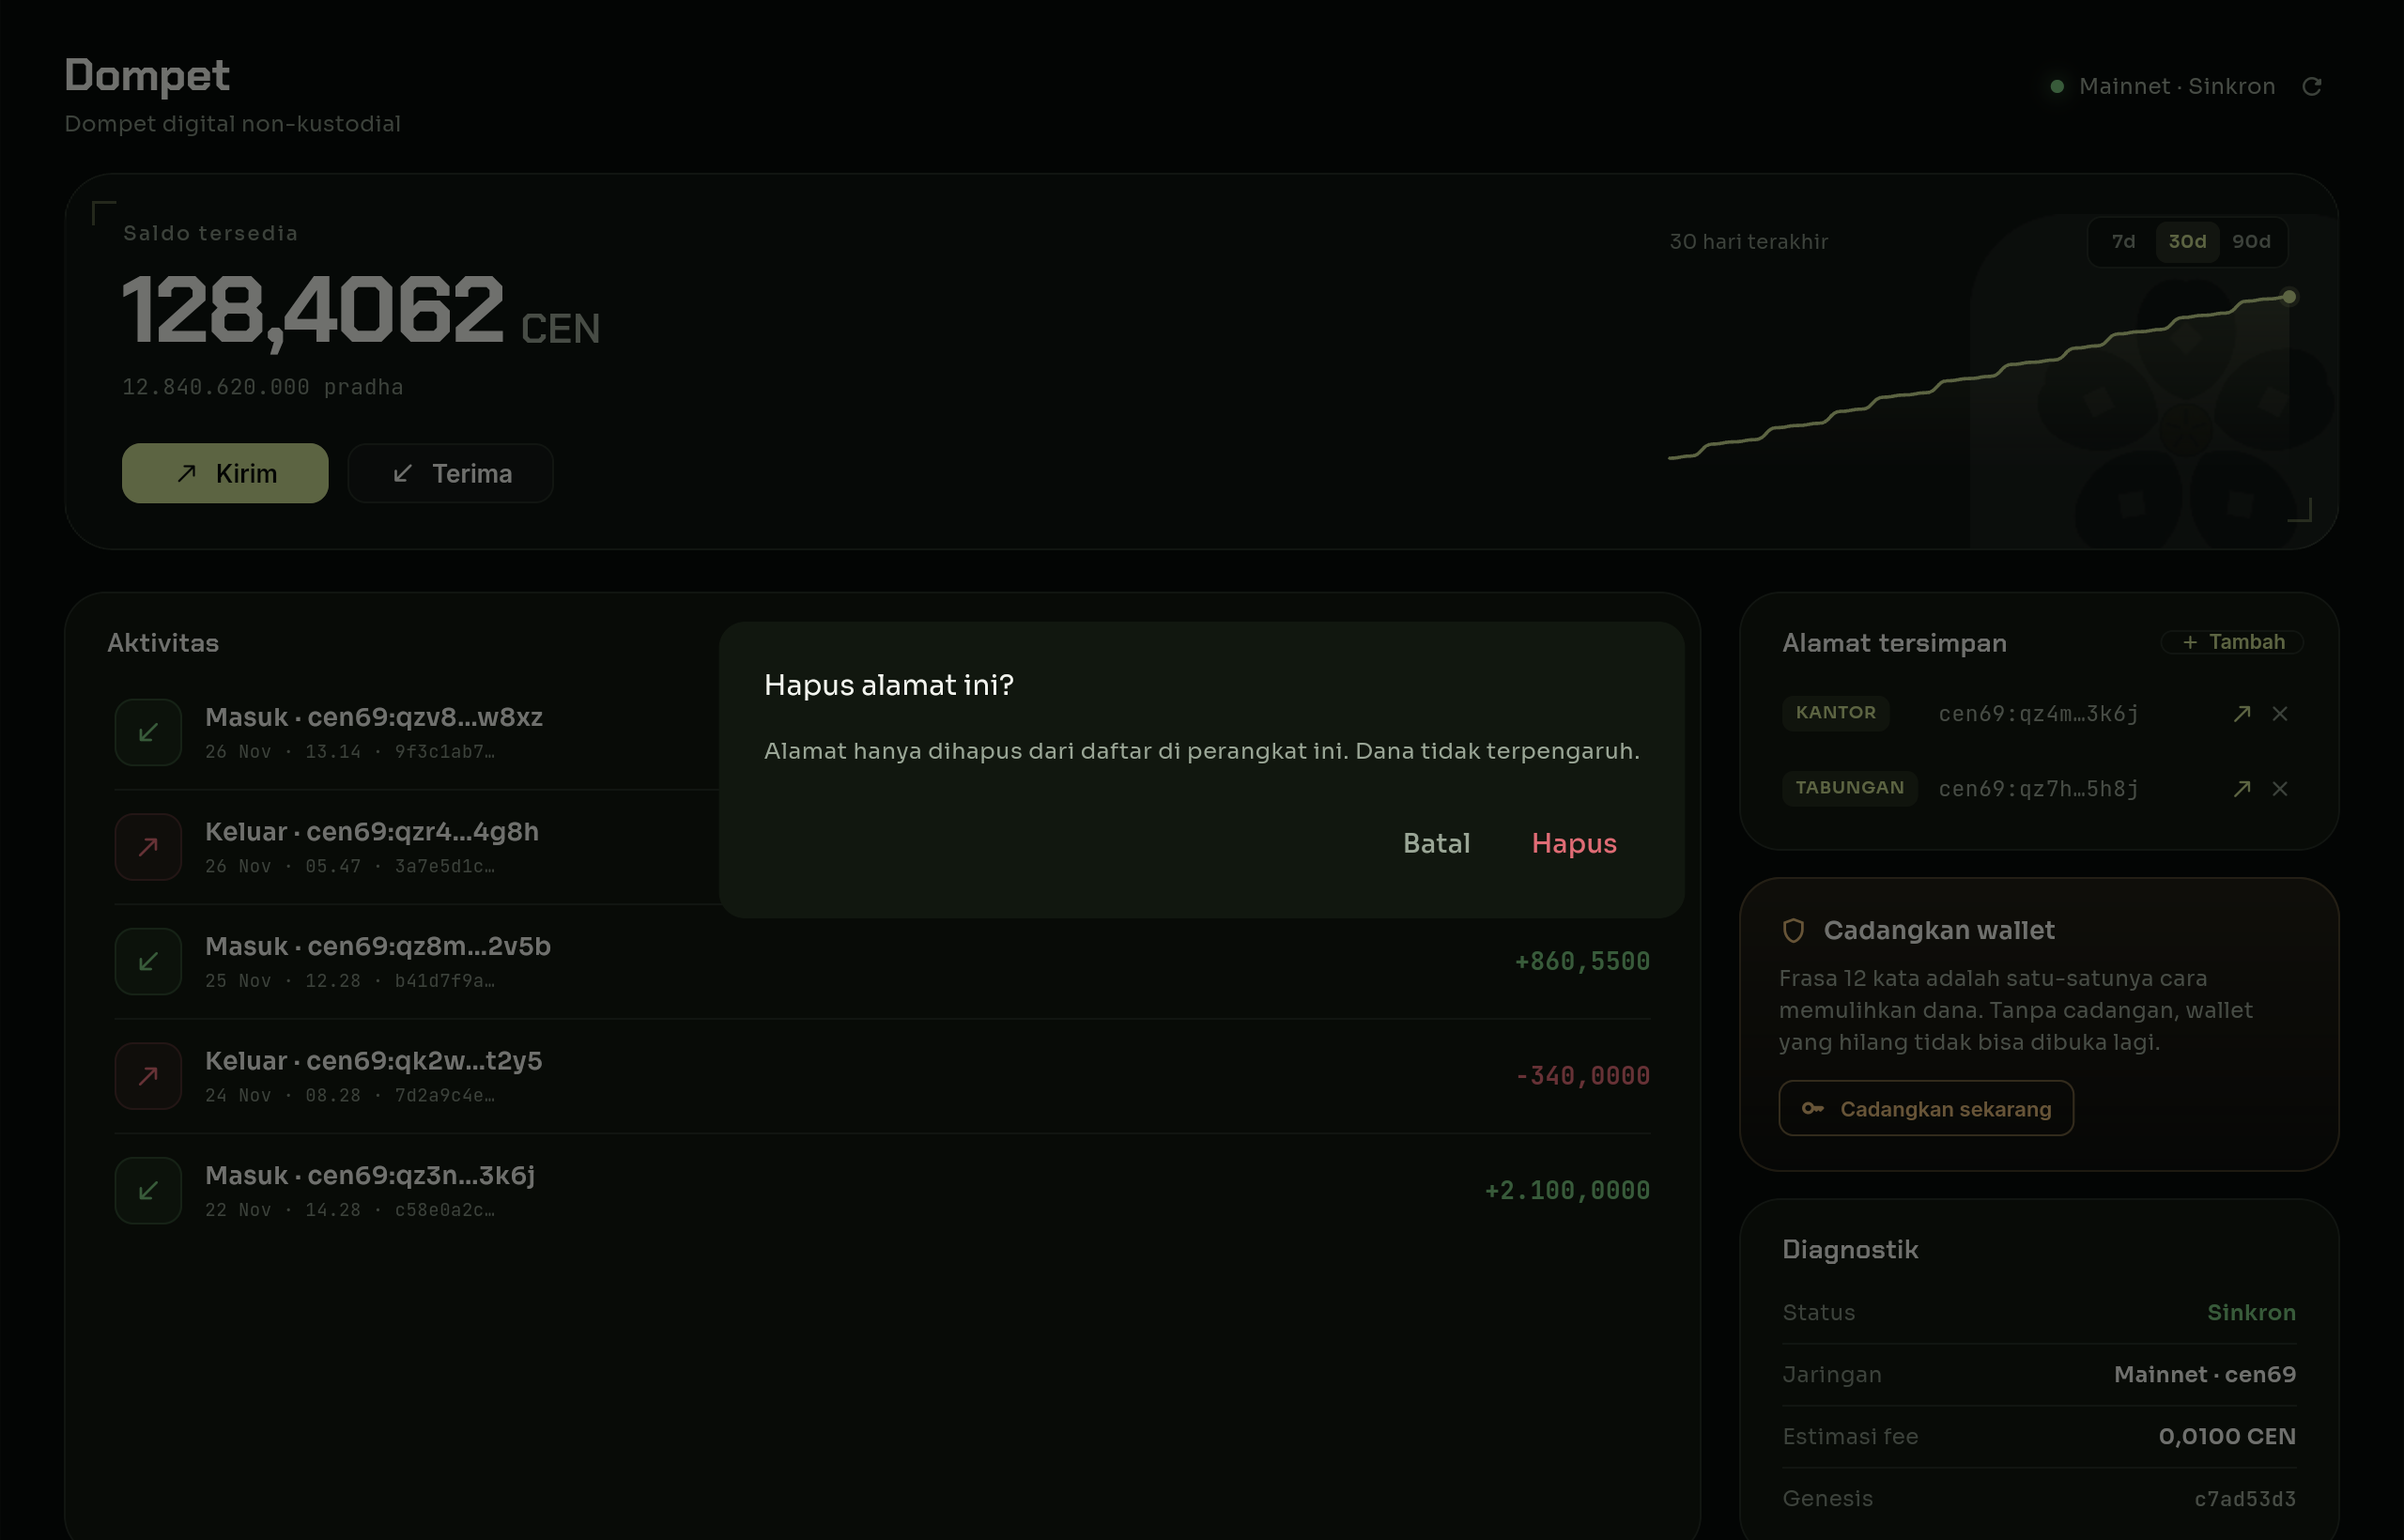 Dompet
Dompet digital non-kustodial
Mainnet · Sinkron
Saldo tersedia
128,4062 CEN
12.840.620.000 pradha
Kirim
Terima
30 hari terakhir
7d 30d 90d
Aktivitas
Masuk · cen69:qzv8…w8xz
26 Nov · 13.14 · 9f3c1ab7…
Keluar · cen69:qzr4…4g8h
26 Nov · 05.47 · 3a7e5d1c…
Masuk · cen69:qz8m…2v5b
25 Nov · 12.28 · b41d7f9a…
+860,5500
Keluar · cen69:qk2w…t2y5
24 Nov · 08.28 · 7d2a9c4e…
-340,0000
Masuk · cen69:qz3n…3k6j
22 Nov · 14.28 · c58e0a2c…
+2.100,0000
Hapus alamat ini?
Alamat hanya dihapus dari daftar di perangkat ini. Dana tidak terpengaruh.
Batal
Hapus
Alamat tersimpan
+ Tambah
KANTOR cen69:qz4m…3k6j
TABUNGAN cen69:qz7h…5h8j
Cadangkan wallet
Frasa 12 kata adalah satu-satunya cara
memulihkan dana. Tanpa cadangan, wallet
yang hilang tidak bisa dibuka lagi.
Cadangkan sekarang
Diagnostik
Status Sinkron
Jaringan Mainnet · cen69
Estimasi fee 0,0100 CEN
Genesis c7ad53d3